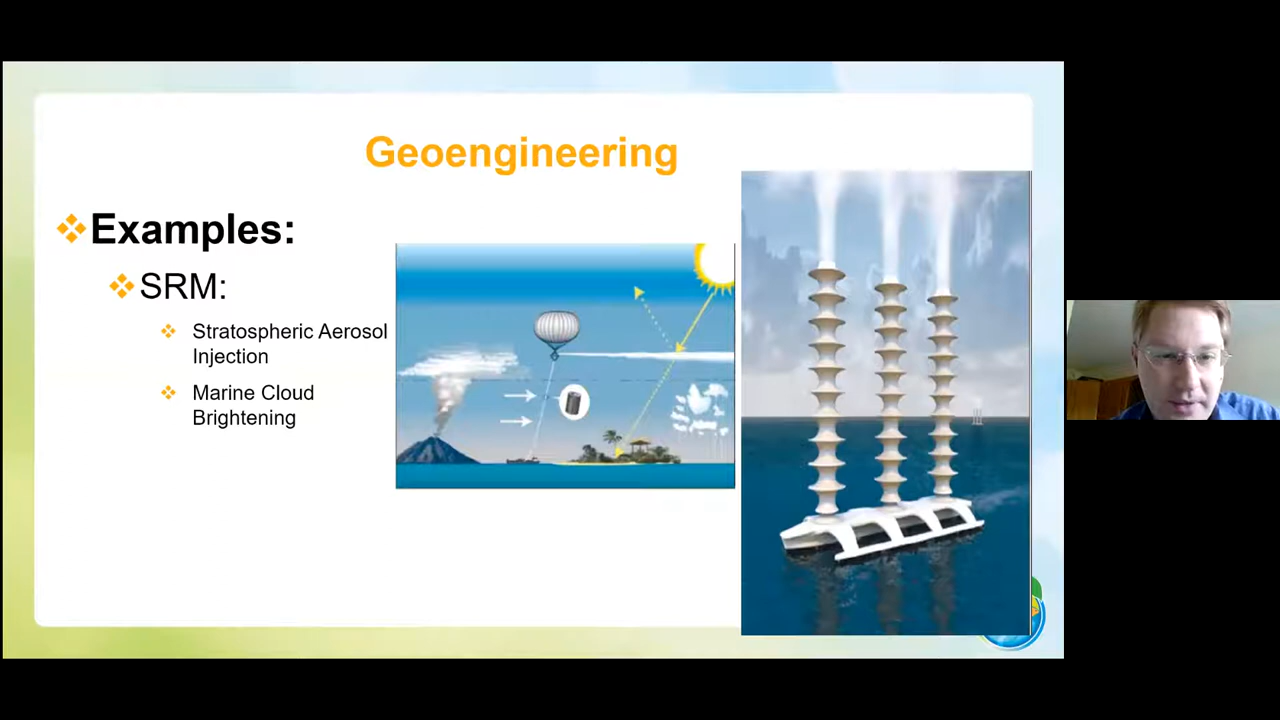 Geoengineering
Examples:
SRM:
Stratospheric Aerosol
Injection
Marine Cloud
Brightening